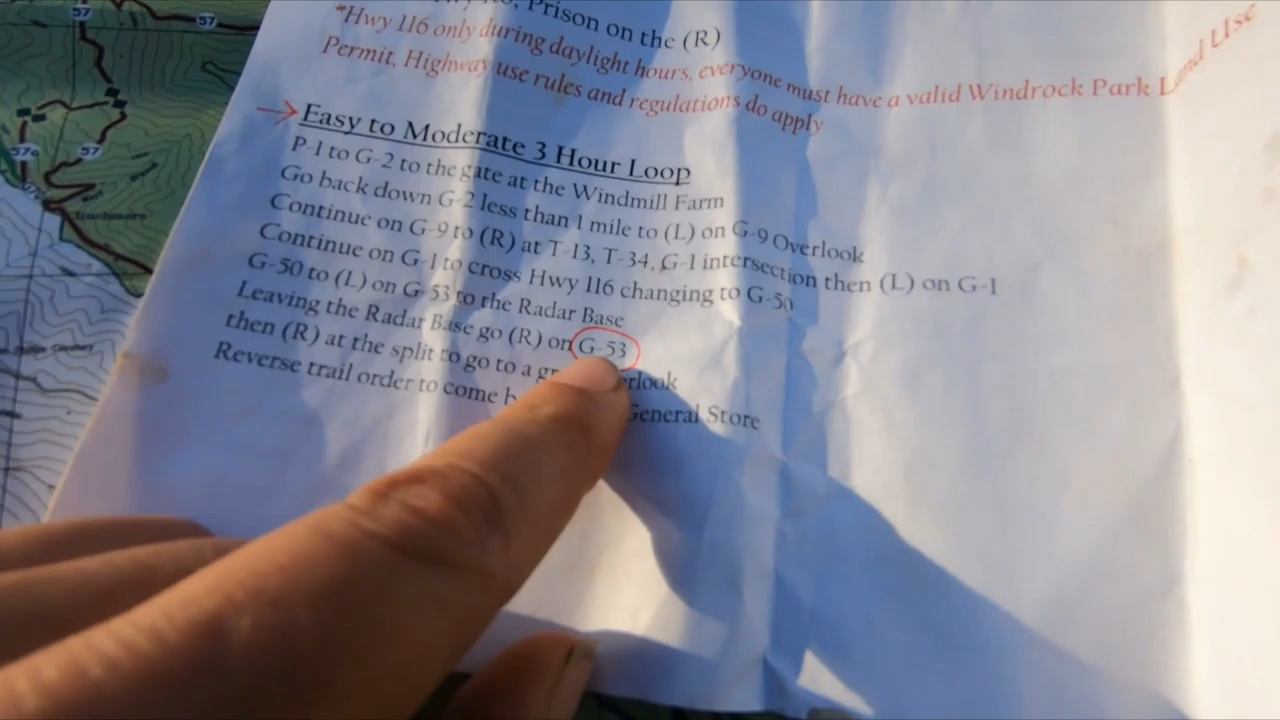 57
57
Prison on the (R)
*Hwy 116 only during daylight hours, everyone must have a valid Windrock Park Land Use
Permit, Highway use rules and regulations do apply
Easy to Moderate 3 Hour Loop
P-1 to G-2 to the gate at the Windmill Farm
Go back down G-2 less than 1 mile to (L) on G-9 Overlook
Continue on G-9 to (R) at T-13, T-34, G-1 intersection then (L) on G-1
Continue on G-1 to cross Hwy 116 changing to G-50
G-50 to (L) on G-53 to the Radar Base
Leaving the Radar Base go (R) on G-53
then (R) at the split to go to a
Reverse trail order to come General Store
57